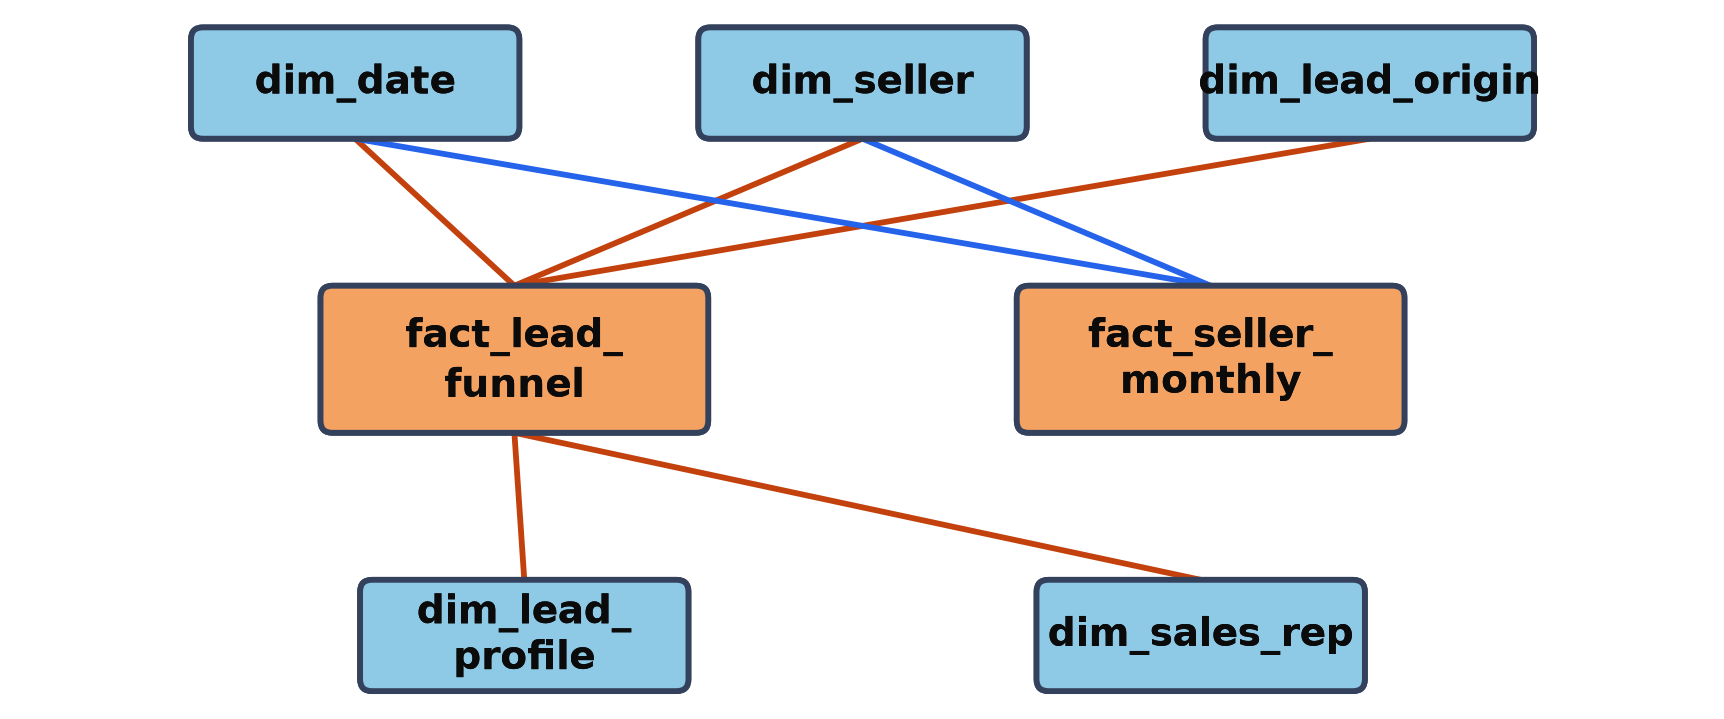 dim_date
dim_seller
dim_lead_origin
fact_lead_
funnel
fact_seller_
monthly
dim_lead_
profile
dim_sales_rep